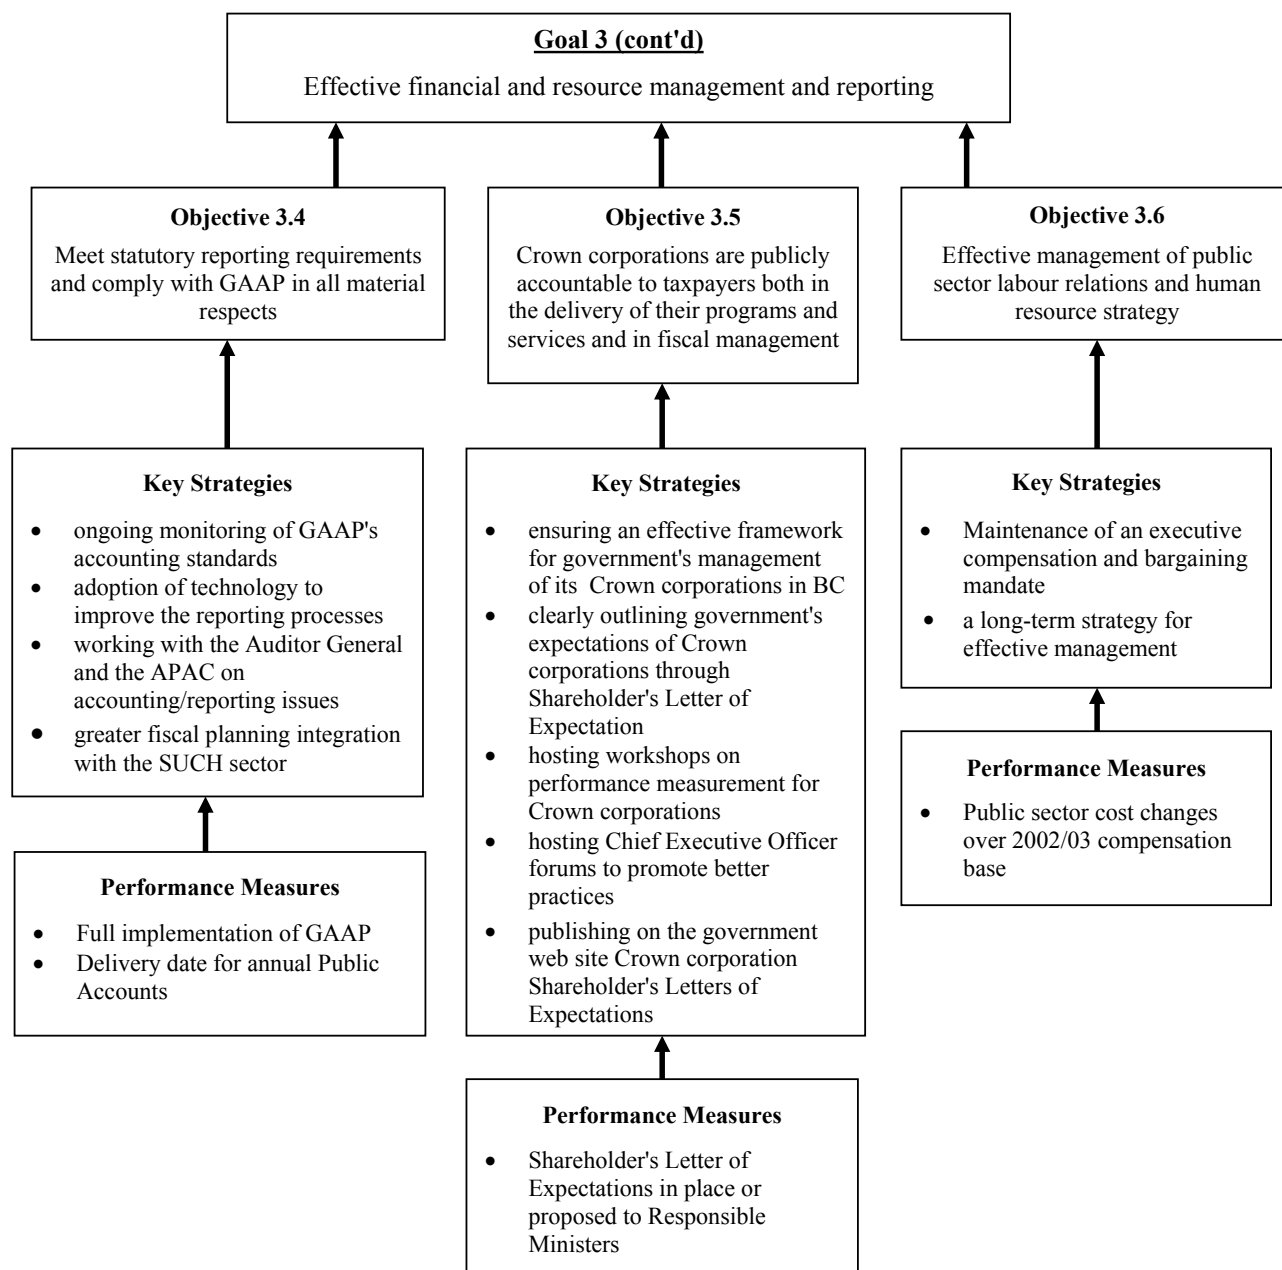 Goal 3 (cont'd)
Effective financial and resource management and reporting
Objective 3.4
Meet statutory reporting requirements
and comply with GAAP in all material
respects
Objective 3.5
Crown corporations are publicly
accountable to taxpayers both in
the delivery of their programs and
services and in fiscal management
Objective 3.6
Effective management of public
sector labour relations and human
resource strategy
Key Strategies
• ongoing monitoring of GAAP's
accounting standards
• adoption of technology to
improve the reporting processes
• working with the Auditor General
and the APAC on
accounting/reporting issues
• greater fiscal planning integration
with the SUCH sector
Key Strategies
• ensuring an effective framework
for government's management
of its Crown corporations in BC
• clearly outlining government's
expectations of Crown
corporations through
Shareholder's Letter of
Expectation
• hosting workshops on
performance measurement for
Crown corporations
• hosting Chief Executive Officer
forums to promote better
practices
• publishing on the government
web site Crown corporation
Shareholder's Letters of
Expectations
Key Strategies
• Maintenance of an executive
compensation and bargaining
mandate
• a long-term strategy for
effective management
Performance Measures
• Full implementation of GAAP
• Delivery date for annual Public
Accounts
Performance Measures
• Shareholder's Letter of
Expectations in place or
proposed to Responsible
Ministers
Performance Measures
• Public sector cost changes
over 2002/03 compensation
base